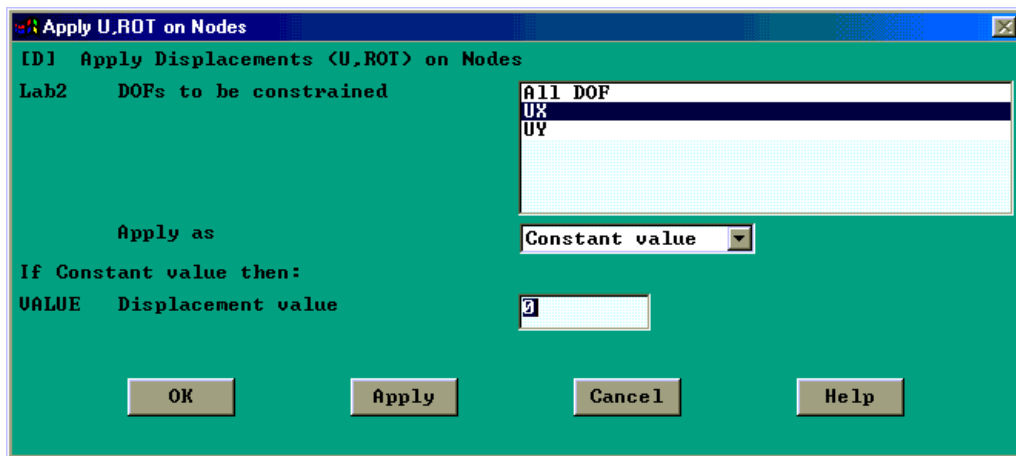 Apply U,ROT on Nodes
[D] Apply Displacements (U,ROT) on Nodes
Lab2 DOFs to be constrained
All DOF
UX
UY
Apply as
Constant value
If Constant value then:
VALUE Displacement value
0
OK Apply Cancel Help